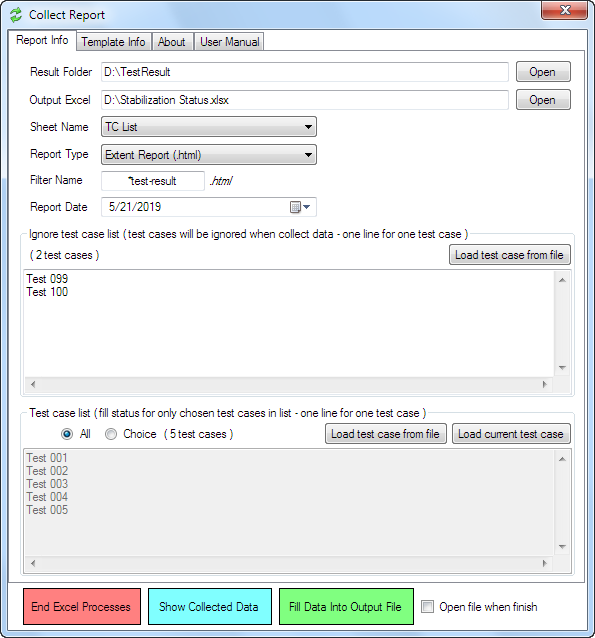 Collect Report
Report Info Template Info About User Manual
Result Folder D:\TestResult Open
Output Excel D:\Stabilization Status.xlsx Open
Sheet Name TC List
Report Type Extent Report (.html)
Filter Name *test-result .html
Report Date 5/21/2019
Ignore test case list ( test cases will be ignored when collect data - one line for one test case )
( 2 test cases ) Load test case from file
Test 099
Test 100
Test case list ( fill status for only chosen test cases in list - one line for one test case )
All Choice ( 5 test cases ) Load test case from file Load current test case
Test 001
Test 002
Test 003
Test 004
Test 005
End Excel Processes Show Collected Data Fill Data Into Output File Open file when finish